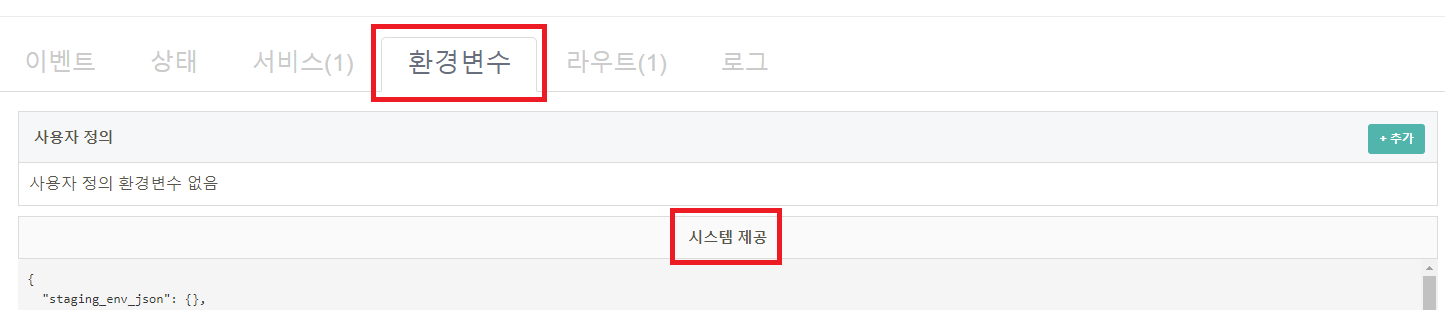 이벤트 상태 서비스(1) 환경변수 라우트(1) 로그
사용자 정의 + 추가
사용자 정의 환경변수 없음
시스템 제공
{
"staging_env_json": {},